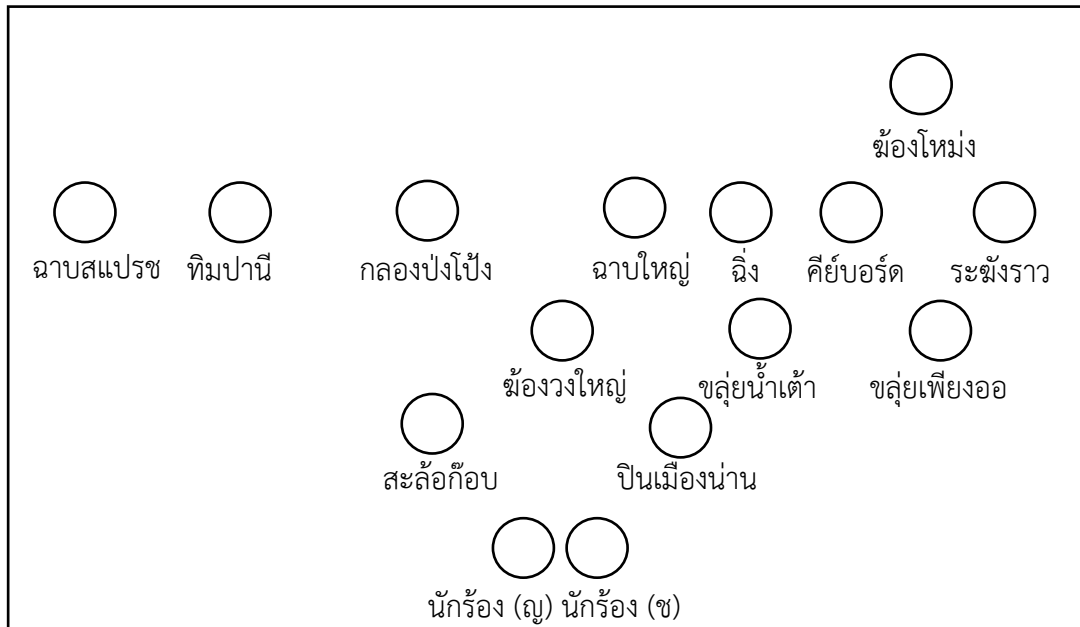 ฆ้องโหม่ง
ฉาบสแปรช ทิมปานี กลองป่งโป้ง ฉาบใหญ่ ฉิ่ง คีย์บอร์ด ระฆังราว
ฆ้องวงใหญ่ ขลุ่ยน้ำเต้า ขลุ่ยเพียงออ
สะล้อก๊อบ ปินเมืองน่าน
นักร้อง (ญ) นักร้อง (ช)